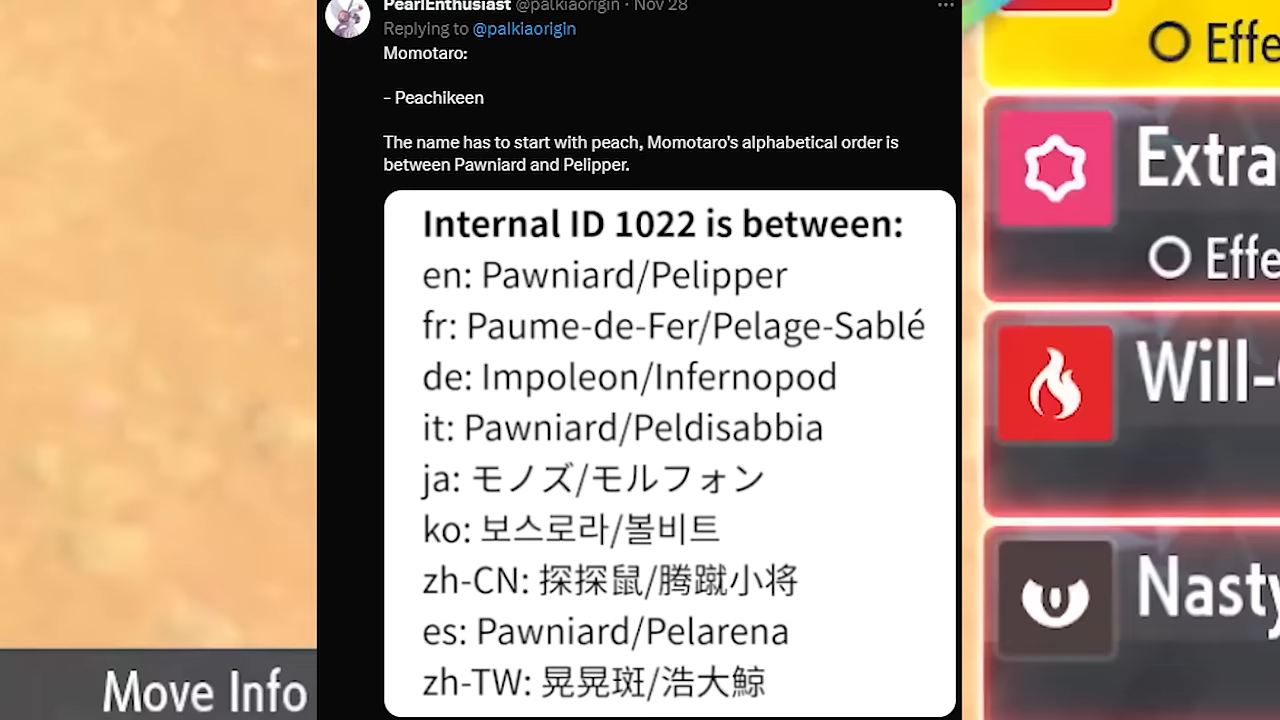 PearlEnthusiast @palkiaorigin · Nov 28
Replying to @palkiaorigin
Momotaro:
- Peachikeen
The name has to start with peach, Momotaro's alphabetical order is
between Pawniard and Pelipper.
Internal ID 1022 is between:
en: Pawniard/Pelipper
fr: Paume-de-Fer/Pelage-Sablé
de: Impoleon/Infernopod
it: Pawniard/Peldisabbia
ja: モノズ/モルフォン
ko: 보스로라/볼비트
zh-CN: 探探鼠/腾蹴小将
es: Pawniard/Pelarena
zh-TW: 晃晃斑/浩大鯨
Move Info
Effe
Extra
Effe
Will-
Nasty